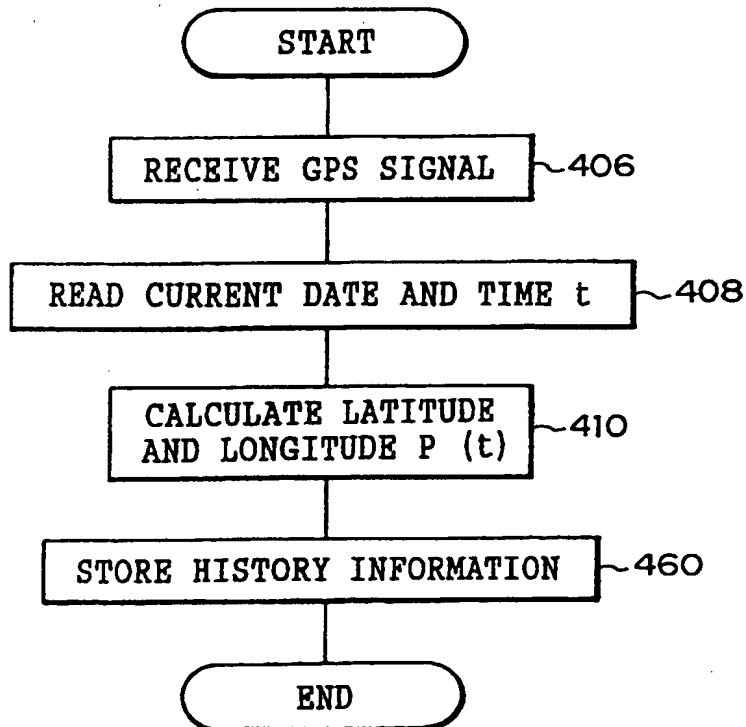 START
RECEIVE GPS SIGNAL
406
READ CURRENT DATE AND TIME t
408
CALCULATE LATITUDE
AND LONGITUDE P (t)
410
STORE HISTORY INFORMATION
460
END